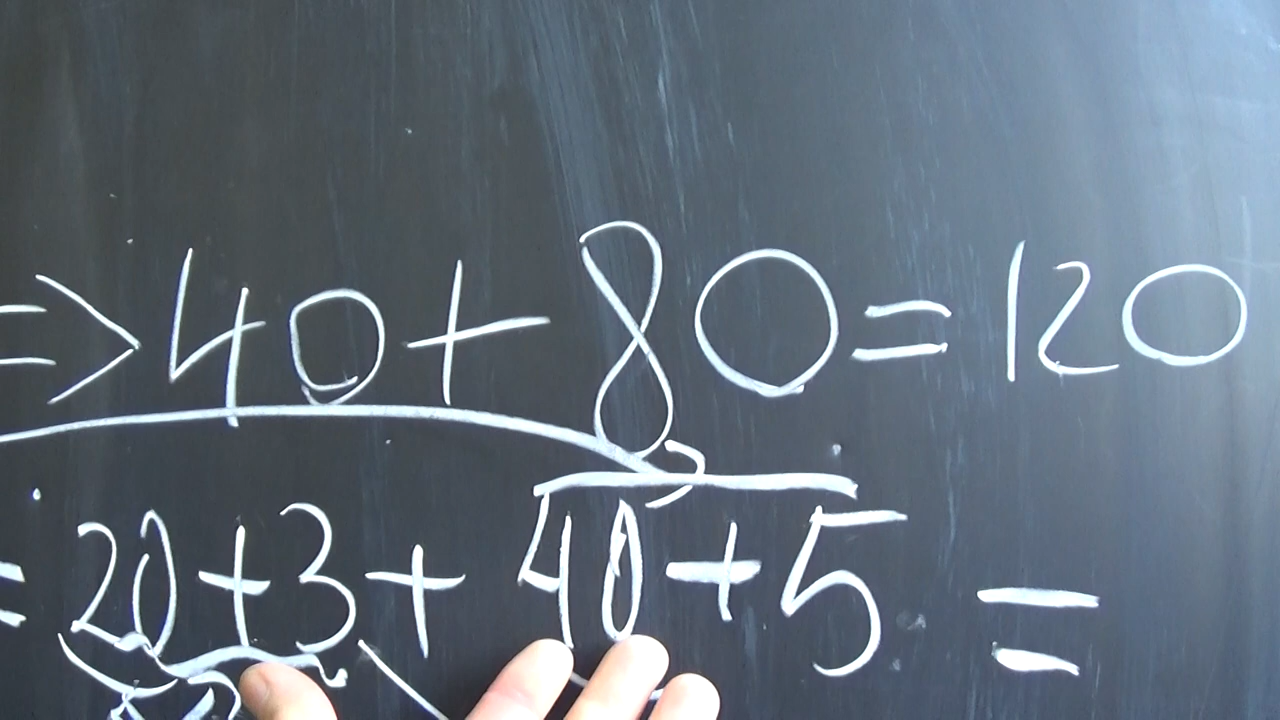 => 40 + 80 = 120
= 20 + 3 + 40 + 5 =